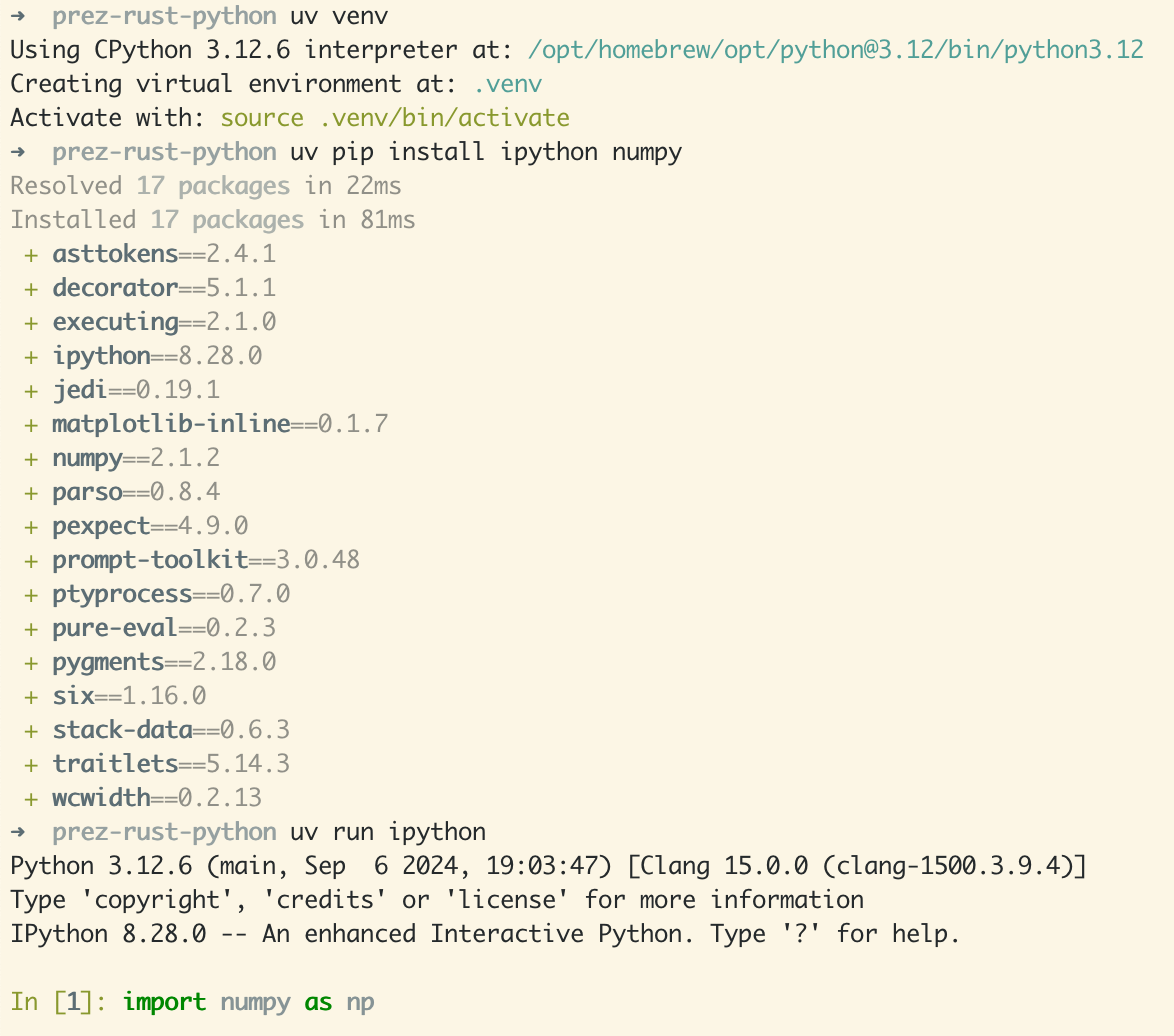 ➜  prez-rust-python uv venv
Using CPython 3.12.6 interpreter at: /opt/homebrew/opt/python@3.12/bin/python3.12
Creating virtual environment at: .venv
Activate with: source .venv/bin/activate
➜  prez-rust-python uv pip install ipython numpy
Resolved 17 packages in 22ms
Installed 17 packages in 81ms
 + asttokens==2.4.1
 + decorator==5.1.1
 + executing==2.1.0
 + ipython==8.28.0
 + jedi==0.19.1
 + matplotlib-inline==0.1.7
 + numpy==2.1.2
 + parso==0.8.4
 + pexpect==4.9.0
 + prompt-toolkit==3.0.48
 + ptyprocess==0.7.0
 + pure-eval==0.2.3
 + pygments==2.18.0
 + six==1.16.0
 + stack-data==0.6.3
 + traitlets==5.14.3
 + wcwidth==0.2.13
➜  prez-rust-python uv run ipython
Python 3.12.6 (main, Sep  6 2024, 19:03:47) [Clang 15.0.0 (clang-1500.3.9.4)]
Type 'copyright', 'credits' or 'license' for more information
IPython 8.28.0 -- An enhanced Interactive Python. Type '?' for help.

In [1]: import numpy as np